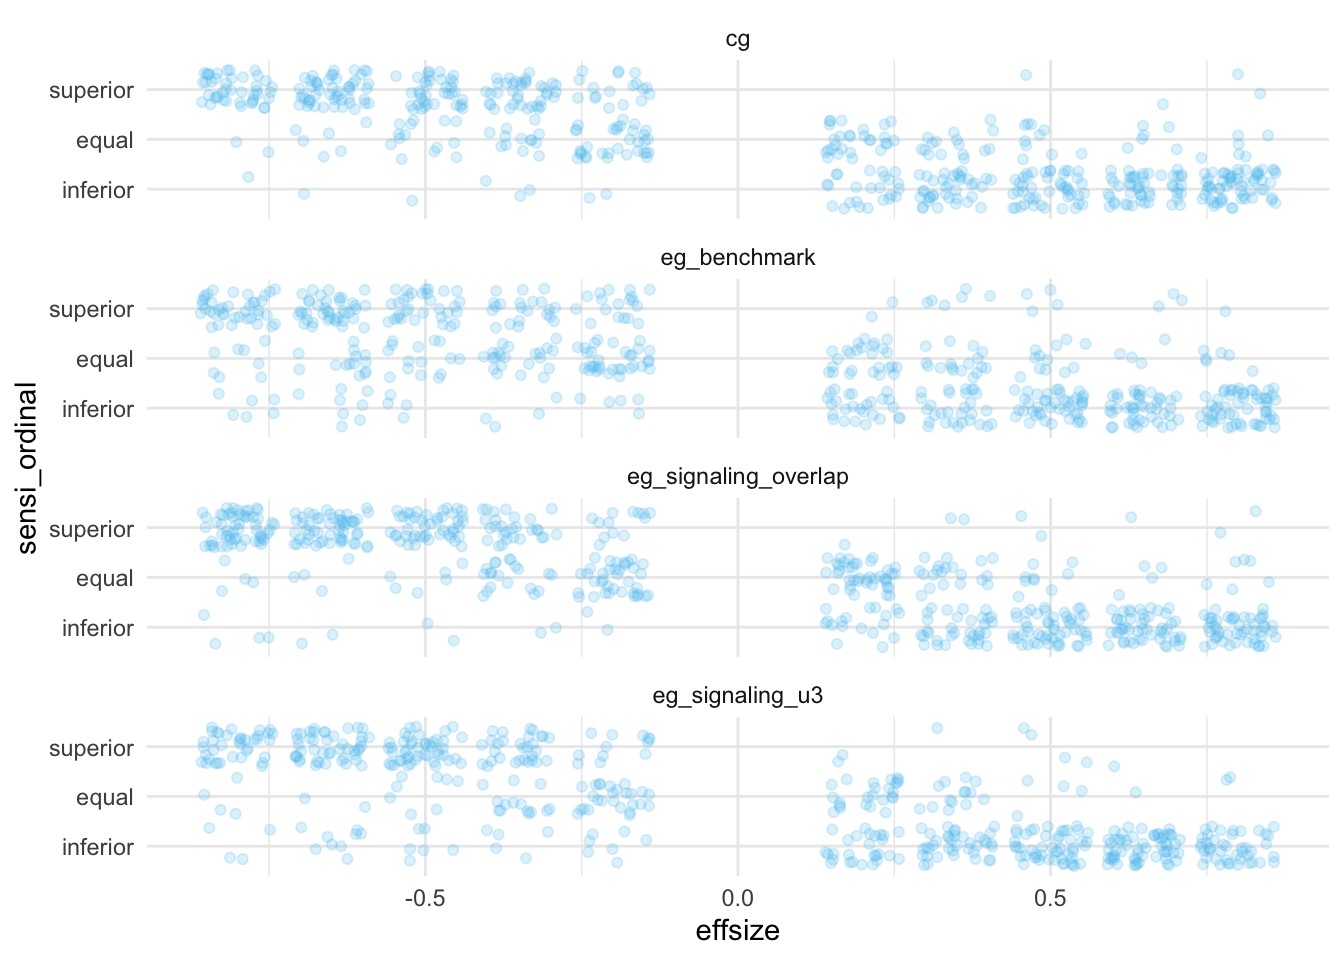 cg
superior
equal
inferior
eg_benchmark
superior
equal
inferior
eg_signaling_overlap
superior
equal
inferior
eg_signaling_u3
superior
equal
inferior
sensi_ordinal
-0.5
0.0
0.5
effsize